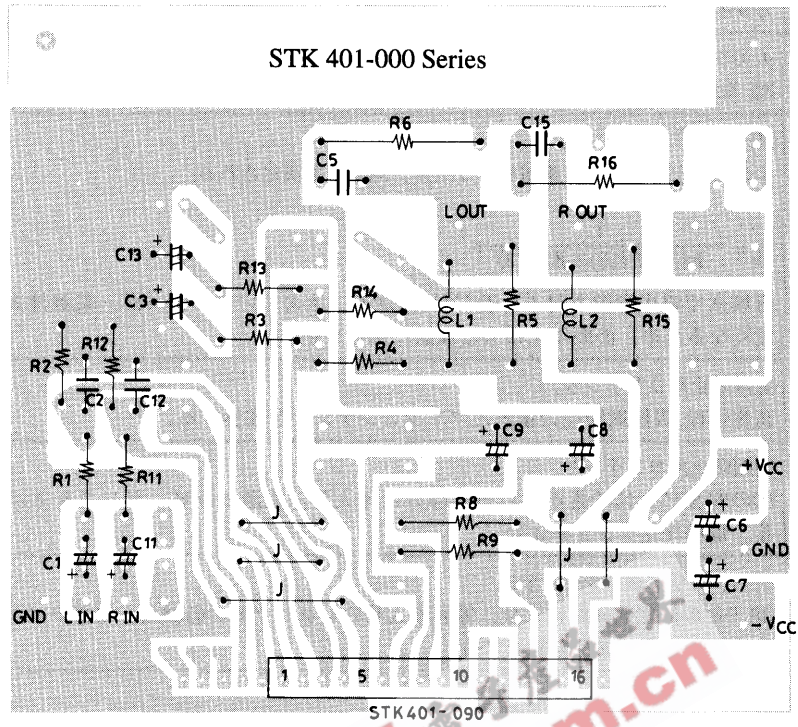 STK 401-000 Series
R6
C15
C5
R16
L OUT
R OUT
C13
+
R13
C3
+
R14
R3
L1
R5
L2
R15
R2
R12
R4
C2
C12
+
C9
C8
+
+VCC
R1
R11
R8
+
C6
J
C1
+
C11
+
R9
GND
J
J
J
+
C7
J
GND
L IN
R IN
-VCC
1
5
10
16
STK401-090
m.cn